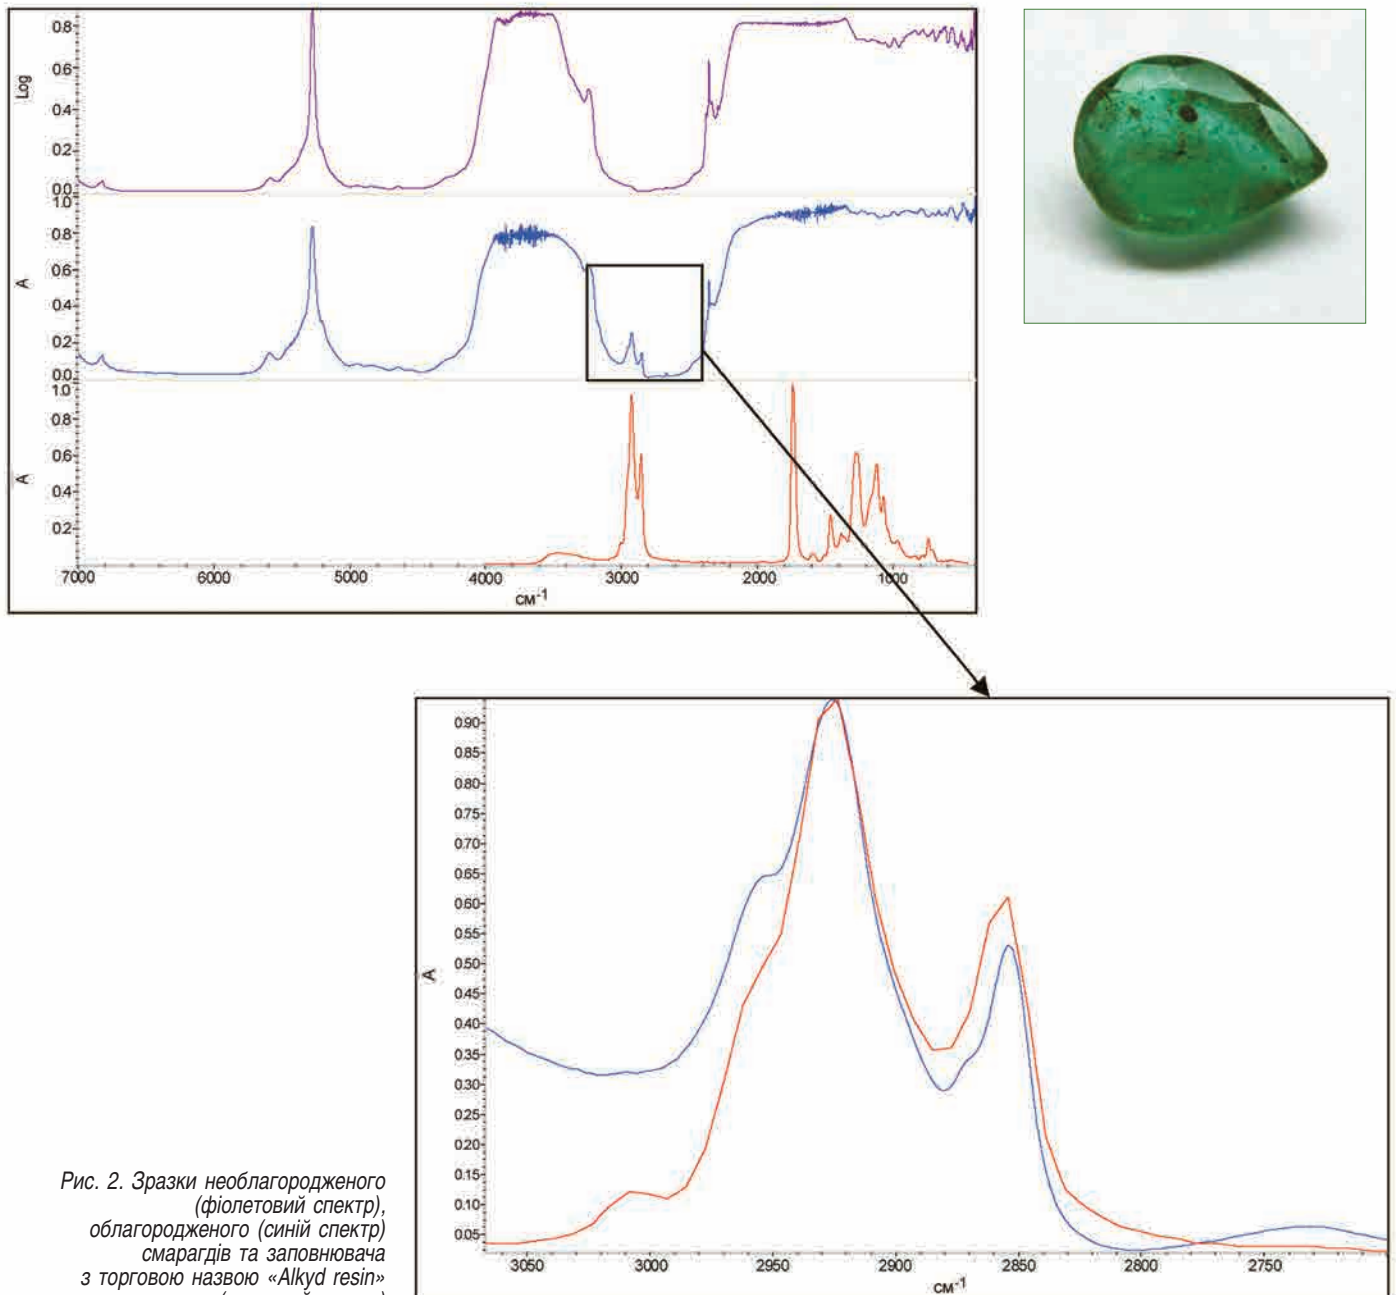 0.8
0.6
Log
0.4
0.2
0.0
1.0
0.8
0.6
A
0.4
0.2
0.0
1.0
0.8
0.6
A
0.4
0.2
7000 6000 5000 4000 3000 2000 1000
см-1
0.90
0.85
0.80
0.75
0.70
0.65
0.60
0.55
0.50
A
0.45
0.40
0.35
0.30
0.25
0.20
0.15
0.10
0.05
3050 3000 2950 2900 2850 2800 2750
см-1
Рис. 2. Зразки необлагородженого
(фіолетовий спектр),
облагородженого (синій спектр)
смарагдів та заповнювача
з торговою назвою «Alkyd resin»